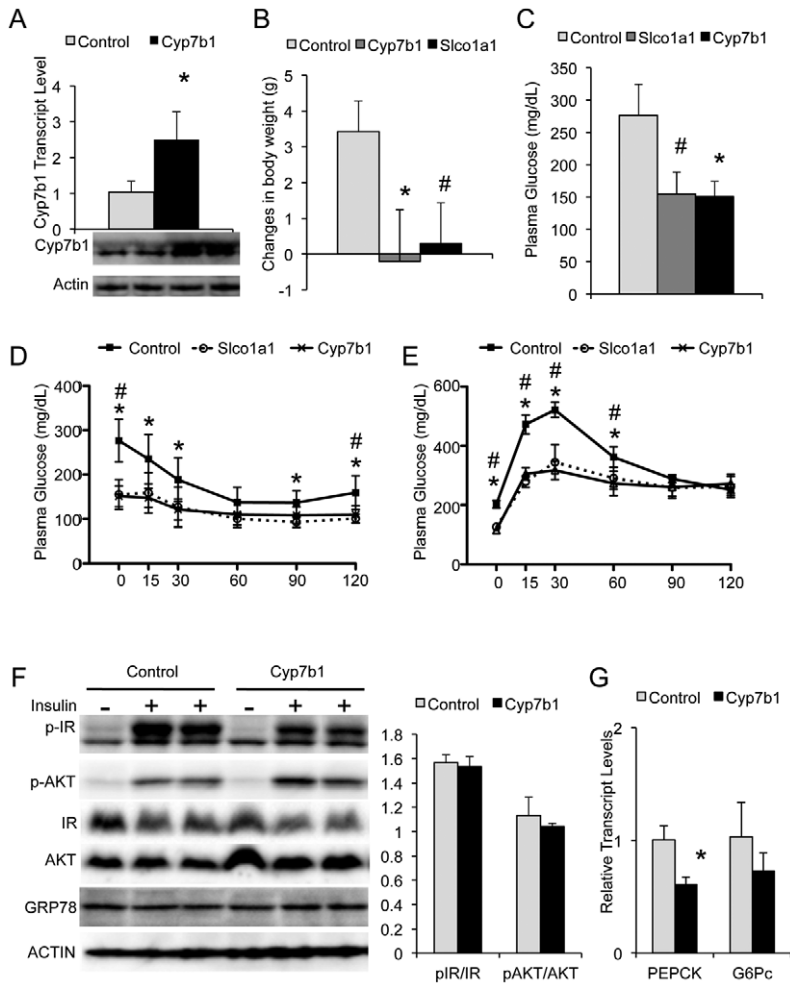 A
Control Cyp7b1
*
Cyp7b1 Transcript Level
4
3
2
1
0
Cyp7b1
Actin
B
Control Cyp7b1 Slco1a1
Changes in body weight (g)
5
4
3
2
1
0
-1
*
#
C
Control Slco1a1 Cyp7b1
Plasma Glucose (mg/dL)
350
300
250
200
150
100
50
0
#
*
D
Control Slco1a1 Cyp7b1
Plasma Glucose (mg/dL)
400
300
200
100
0
#
*
*
*
*
#
*
0 15 30 60 90 120
E
Control Slco1a1 Cyp7b1
Plasma Glucose (mg/dL)
600
400
200
0
#
*
#
*
#
*
#
*
0 15 30 60 90 120
F
Control Cyp7b1
Insulin - + + - + +
p-IR
p-AKT
IR
AKT
GRP78
ACTIN
Control Cyp7b1
1.8
1.6
1.4
1.2
1
0.8
0.6
0.4
0.2
0
pIR/IR pAKT/AKT
G
Control Cyp7b1
Relative Transcript Levels
2
1
0
*
PEPCK G6Pc